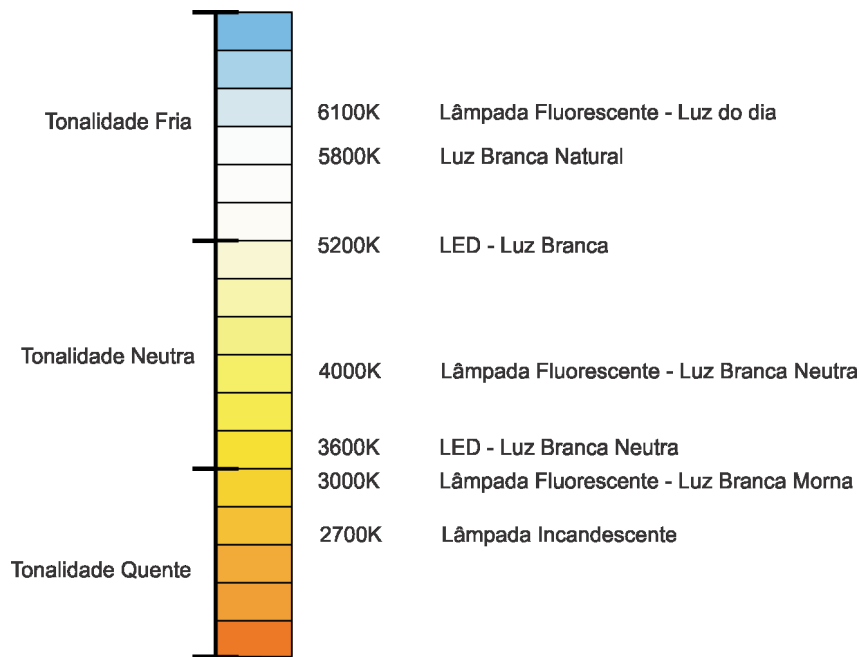 6100K Lâmpada Fluorescente - Luz do dia
Tonalidade Fria
5800K Luz Branca Natural
5200K LED - Luz Branca
Tonalidade Neutra
4000K Lâmpada Fluorescente - Luz Branca Neutra
3600K LED - Luz Branca Neutra
3000K Lâmpada Fluorescente - Luz Branca Morna
2700K Lâmpada Incandescente
Tonalidade Quente